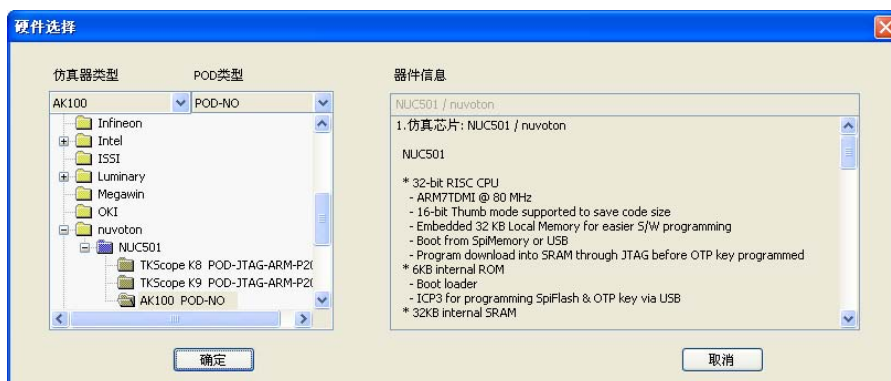 硬件选择
仿真器类型
POD类型
AK100
POD-NO
Infineon
Intel
ISSI
Luminary
Megawin
OKI
nuvoton
NUC501
TKScope K8 POD-JTAG-ARM-P20
TKScope K9 POD-JTAG-ARM-P20
AK100 POD-NO
确定
器件信息
NUC501 / nuvoton
1.仿真芯片: NUC501 / nuvoton
NUC501
* 32-bit RISC CPU
- ARM7TDMI @ 80 MHz
- 16-bit Thumb mode supported to save code size
- Embedded 32 KB Local Memory for easier S/W programming
- Boot from SpiMemory or USB
- Program download into SRAM through JTAG before OTP key programmed
* 6KB internal ROM
- Boot loader
- ICP3 for programming SpiFlash & OTP key via USB
* 32KB internal SRAM
取消